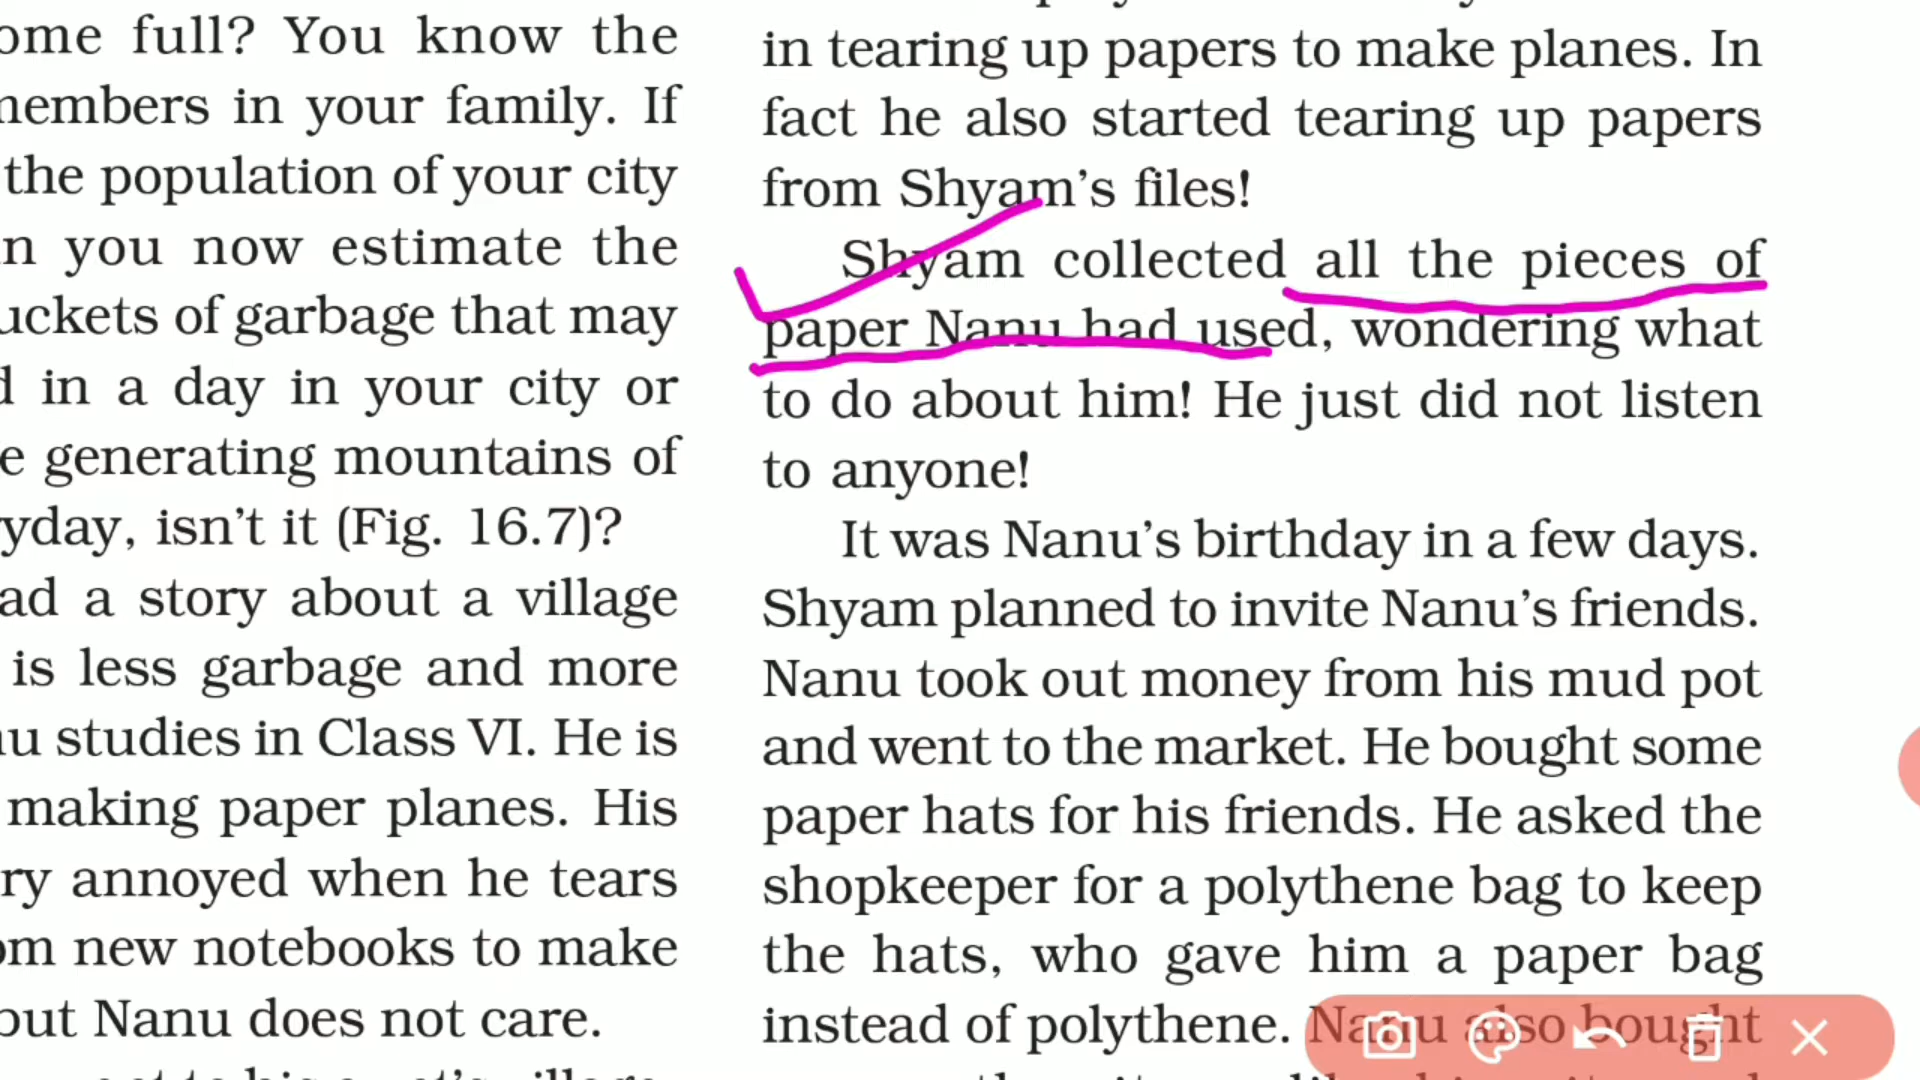 ome full? You know the
members in your family. If
the population of your city
n you now estimate the
uckets of garbage that may
d in a day in your city or
e generating mountains of
yday, isn't it (Fig. 16.7)?
ad a story about a village
is less garbage and more
u studies in Class VI. He is
making paper planes. His
ry annoyed when he tears
om new notebooks to make
but Nanu does not care.
in tearing up papers to make planes. In
fact he also started tearing up papers
from Shyam's files!
Shyam collected all the pieces of
paper Nanu had used, wondering what
to do about him! He just did not listen
to anyone!
It was Nanu's birthday in a few days.
Shyam planned to invite Nanu's friends.
Nanu took out money from his mud pot
and went to the market. He bought some
paper hats for his friends. He asked the
shopkeeper for a polythene bag to keep
the hats, who gave him a paper bag
instead of polythene. Nanu also bought